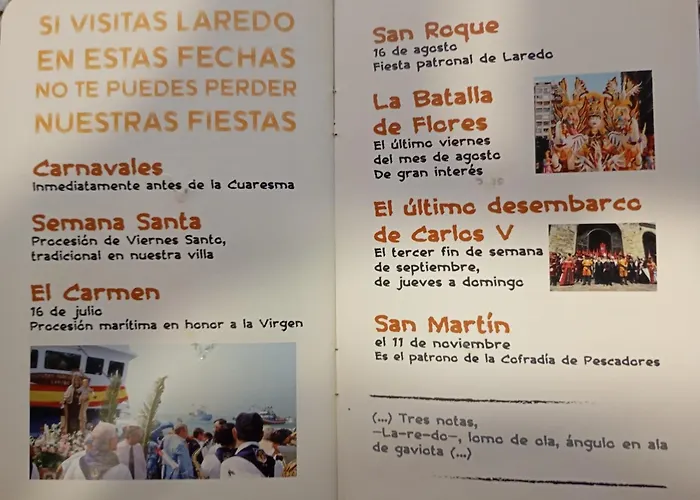 SI VISITAS LAREDO
EN ESTAS FECHAS
NO TE PUEDES PERDER
NUESTRAS FIESTAS
Carnavales
Inmediatamente antes de la Cuaresma
Semana Santa
Procesión de Viernes Santo,
tradicional en nuestra villa
El Carmen
16 de julio
Procesión marítima en honor a la Virgen
San Roque
16 de agosto
Fiesta patronal de Laredo
La Batalla
de Flores
El último viernes
del mes de agosto
De gran interés
El último desembarco
de Carlos V
El tercer fin de semana
de septiembre,
de jueves a domingo
San Martín
el 11 de noviembre
Es el patrono de la Cofradía de Pescadores
(...) Tres notas,
-La-re-do-, lomo de ola, ángulo en ala
de gaviota (...)